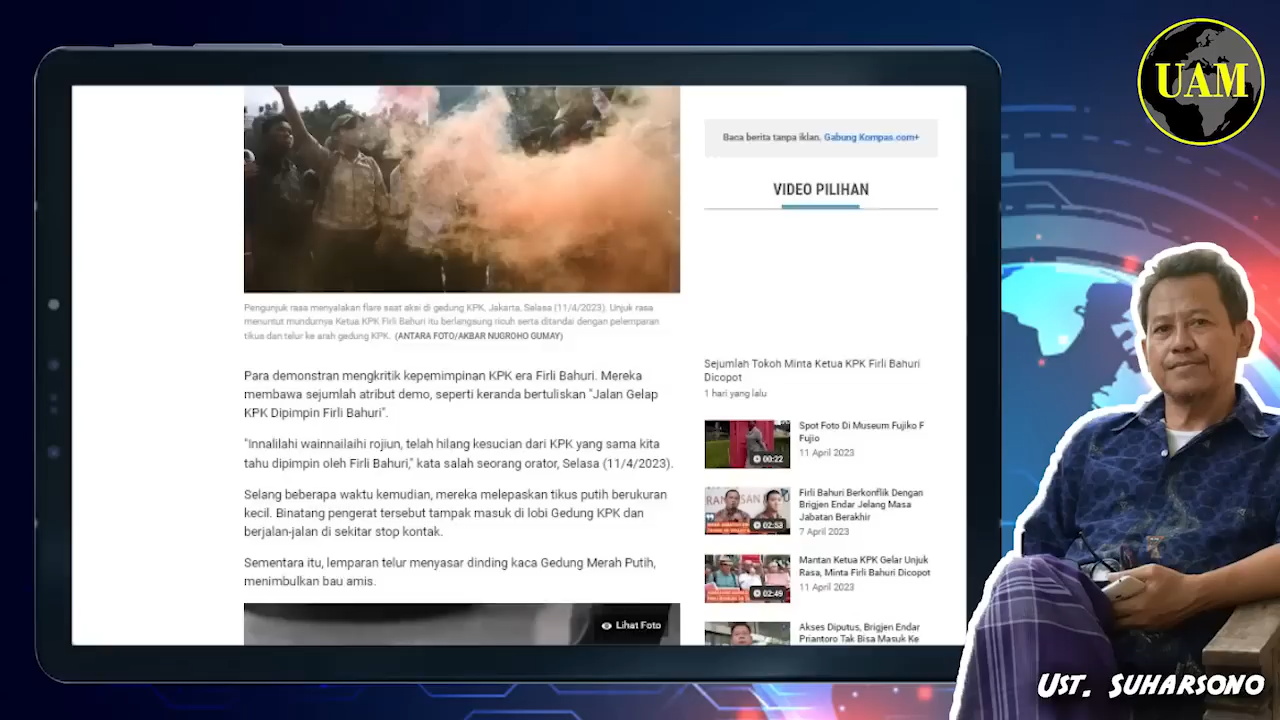 UAM
Baca berita tanpa iklan. Gabung Kompas.com+
VIDEO PILIHAN
Pengunjuk rasa menyalakan flare saat aksi di gedung KPK, Jakarta, Selasa (11/4/2023). Unjuk rasa
menuntut mundurnya Ketua KPK Firli Bahuri itu berlangsung ricuh serta ditandai dengan pelemparan
tikus dan telur ke arah gedung KPK. (ANTARA FOTO/AKBAR NUGROHO GUMAY)
Para demonstran mengkritik kepemimpinan KPK era Firli Bahuri. Mereka
membawa sejumlah atribut demo, seperti keranda bertuliskan "Jalan Gelap
KPK Dipimpin Firli Bahuri".
"Innalilahi wainnailaihi rojiun, telah hilang kesucian dari KPK yang sama kita
tahu dipimpin oleh Firli Bahuri," kata salah seorang orator, Selasa (11/4/2023).
Selang beberapa waktu kemudian, mereka melepaskan tikus putih berukuran
kecil. Binatang pengerat tersebut tampak masuk di lobi Gedung KPK dan
berjalan-jalan di sekitar stop kontak.
Sementara itu, lemparan telur menyasar dinding kaca Gedung Merah Putih,
menimbulkan bau amis.
Lihat Foto
Sejumlah Tokoh Minta Ketua KPK Firli Bahuri
Dicopot
1 hari yang lalu
00:22
Spot Foto Di Museum Fujiko F
Fujio
11 April 2023
02:53
Firli Bahuri Berkonflik Dengan
Brigjen Endar Jelang Masa
Jabatan Berakhir
7 April 2023
02:49
Mantan Ketua KPK Gelar Unjuk
Rasa, Minta Firli Bahuri Dicopot
11 April 2023
Akses Diputus, Brigjen Endar
Priantoro Tak Bisa Masuk Ke
UST. SUHARSONO